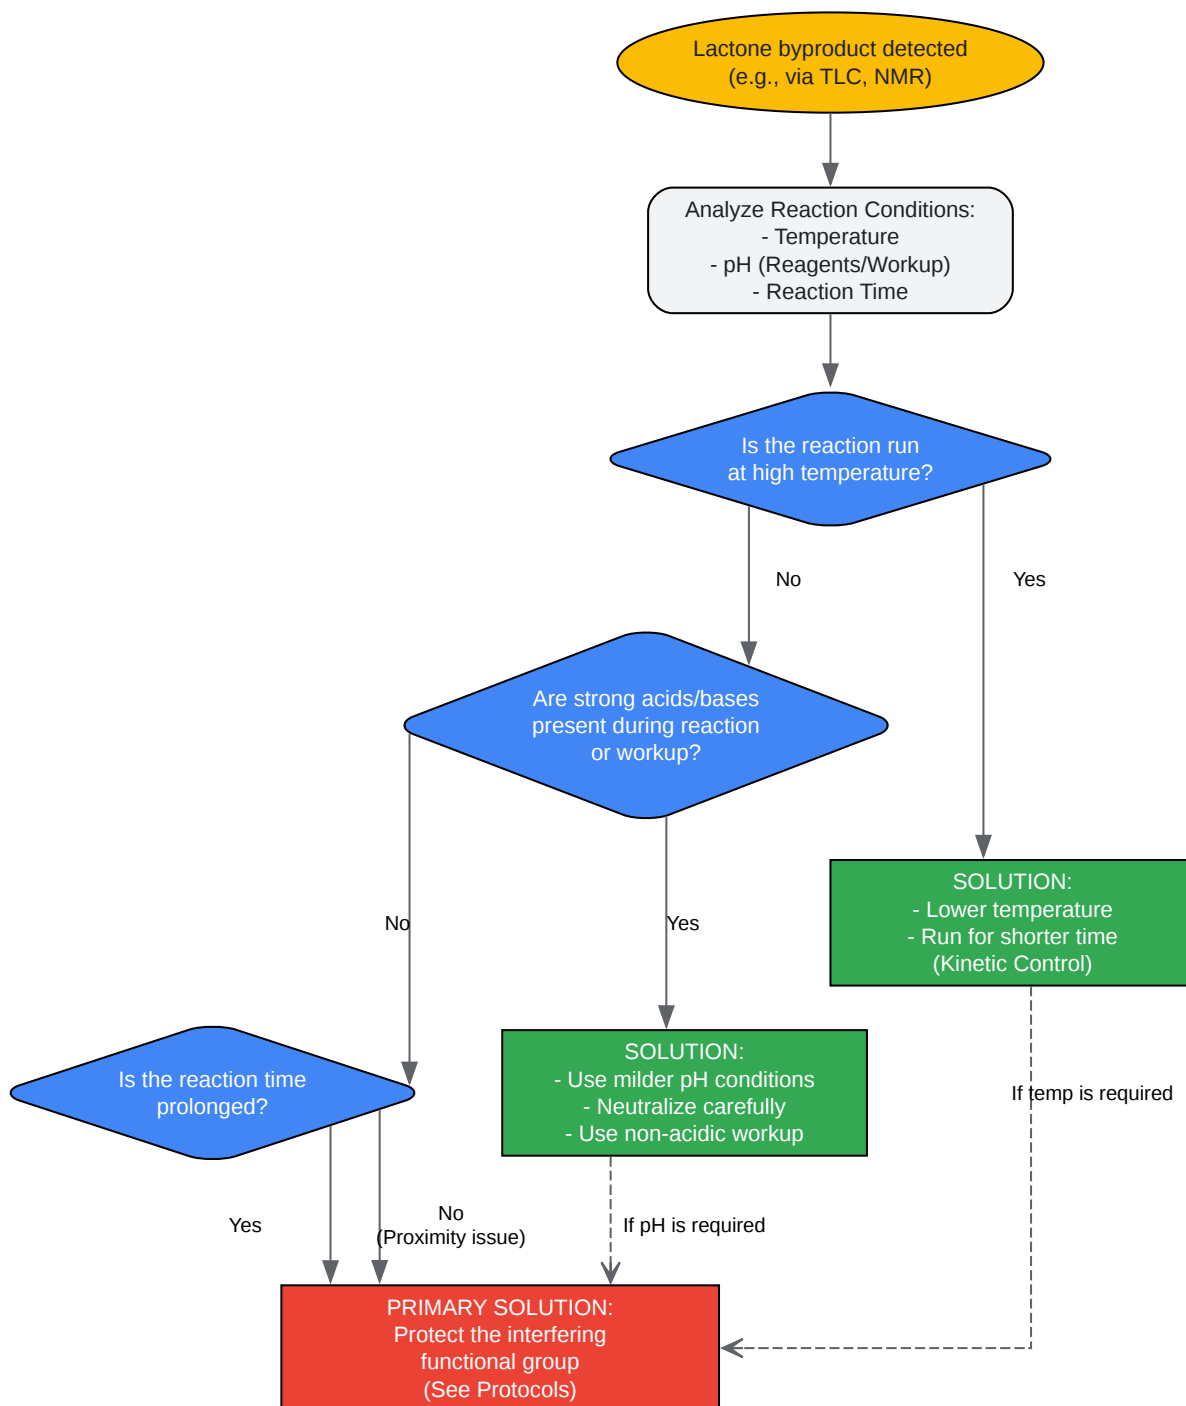 Lactone byproduct detected
(e.g., via TLC, NMR)
Analyze Reaction Conditions:
- Temperature
- pH (Reagents/Workup)
- Reaction Time
Is the reaction run
at high temperature?
No
Yes
Are strong acids/bases
present during reaction
or workup?
SOLUTION:
- Lower temperature
- Run for shorter time
(Kinetic Control)
No
Yes
SOLUTION:
- Use milder pH conditions
- Neutralize carefully
- Use non-acidic workup
Is the reaction time
prolonged?
If temp is required
Yes
No
(Proximity issue)
If pH is required
PRIMARY SOLUTION:
Protect the interfering
functional group
(See Protocols)